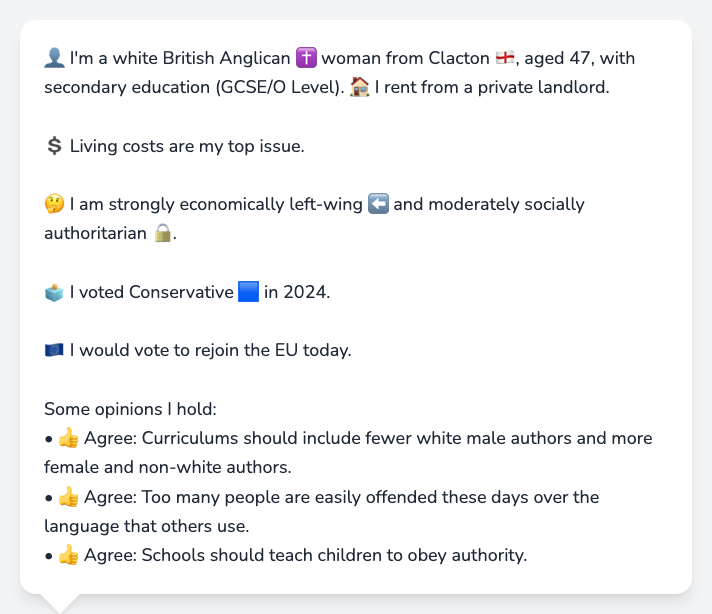 👤 I'm a white British Anglican ✝️ woman from Clacton 🏴󠁧󠁢󠁥󠁮󠁧󠁿, aged 47, with
secondary education (GCSE/O Level). 🏠 I rent from a private landlord.
💲 Living costs are my top issue.
🤔 I am strongly economically left-wing ⬅️ and moderately socially
authoritarian 🔒.
🗳️ I voted Conservative 🟦 in 2024.
🇪🇺 I would vote to rejoin the EU today.
Some opinions I hold:
• 👍 Agree: Curriculums should include fewer white male authors and more
female and non-white authors.
• 👍 Agree: Too many people are easily offended these days over the
language that others use.
• 👍 Agree: Schools should teach children to obey authority.